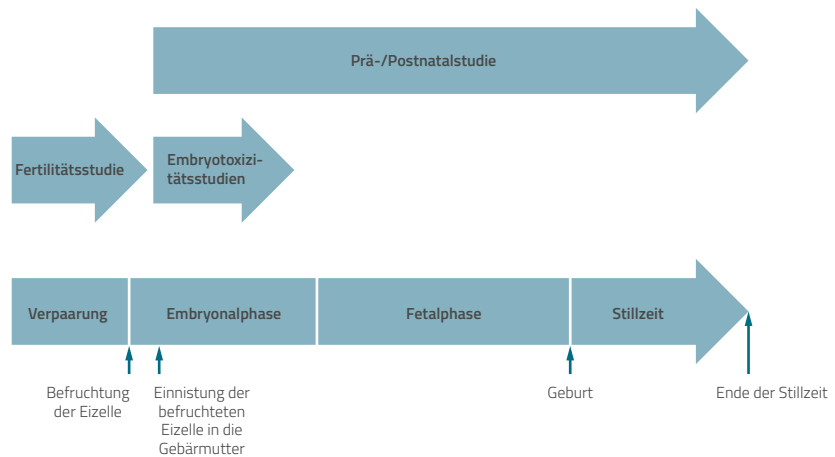 Prä-/Postnatalstudie
Fertilitätsstudie
Embryotoxizi-
tätsstudien
Verpaarung
Embryonalphase
Fetalphase
Stillzeit
Befruchtung
der Eizelle
Einnistung der
befruchteten
Eizelle in die
Gebärmutter
Geburt
Ende der Stillzeit